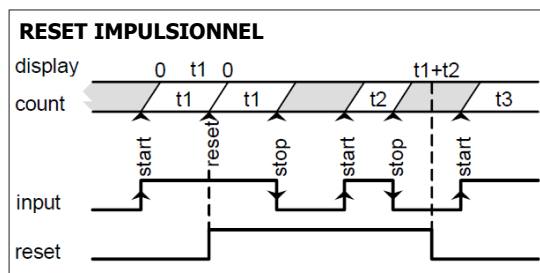 RESET IMPULSIONNEL
display 0 t1 0 t1+t2
count t1 t1 t2 t3
start reset stop start stop start
input
reset